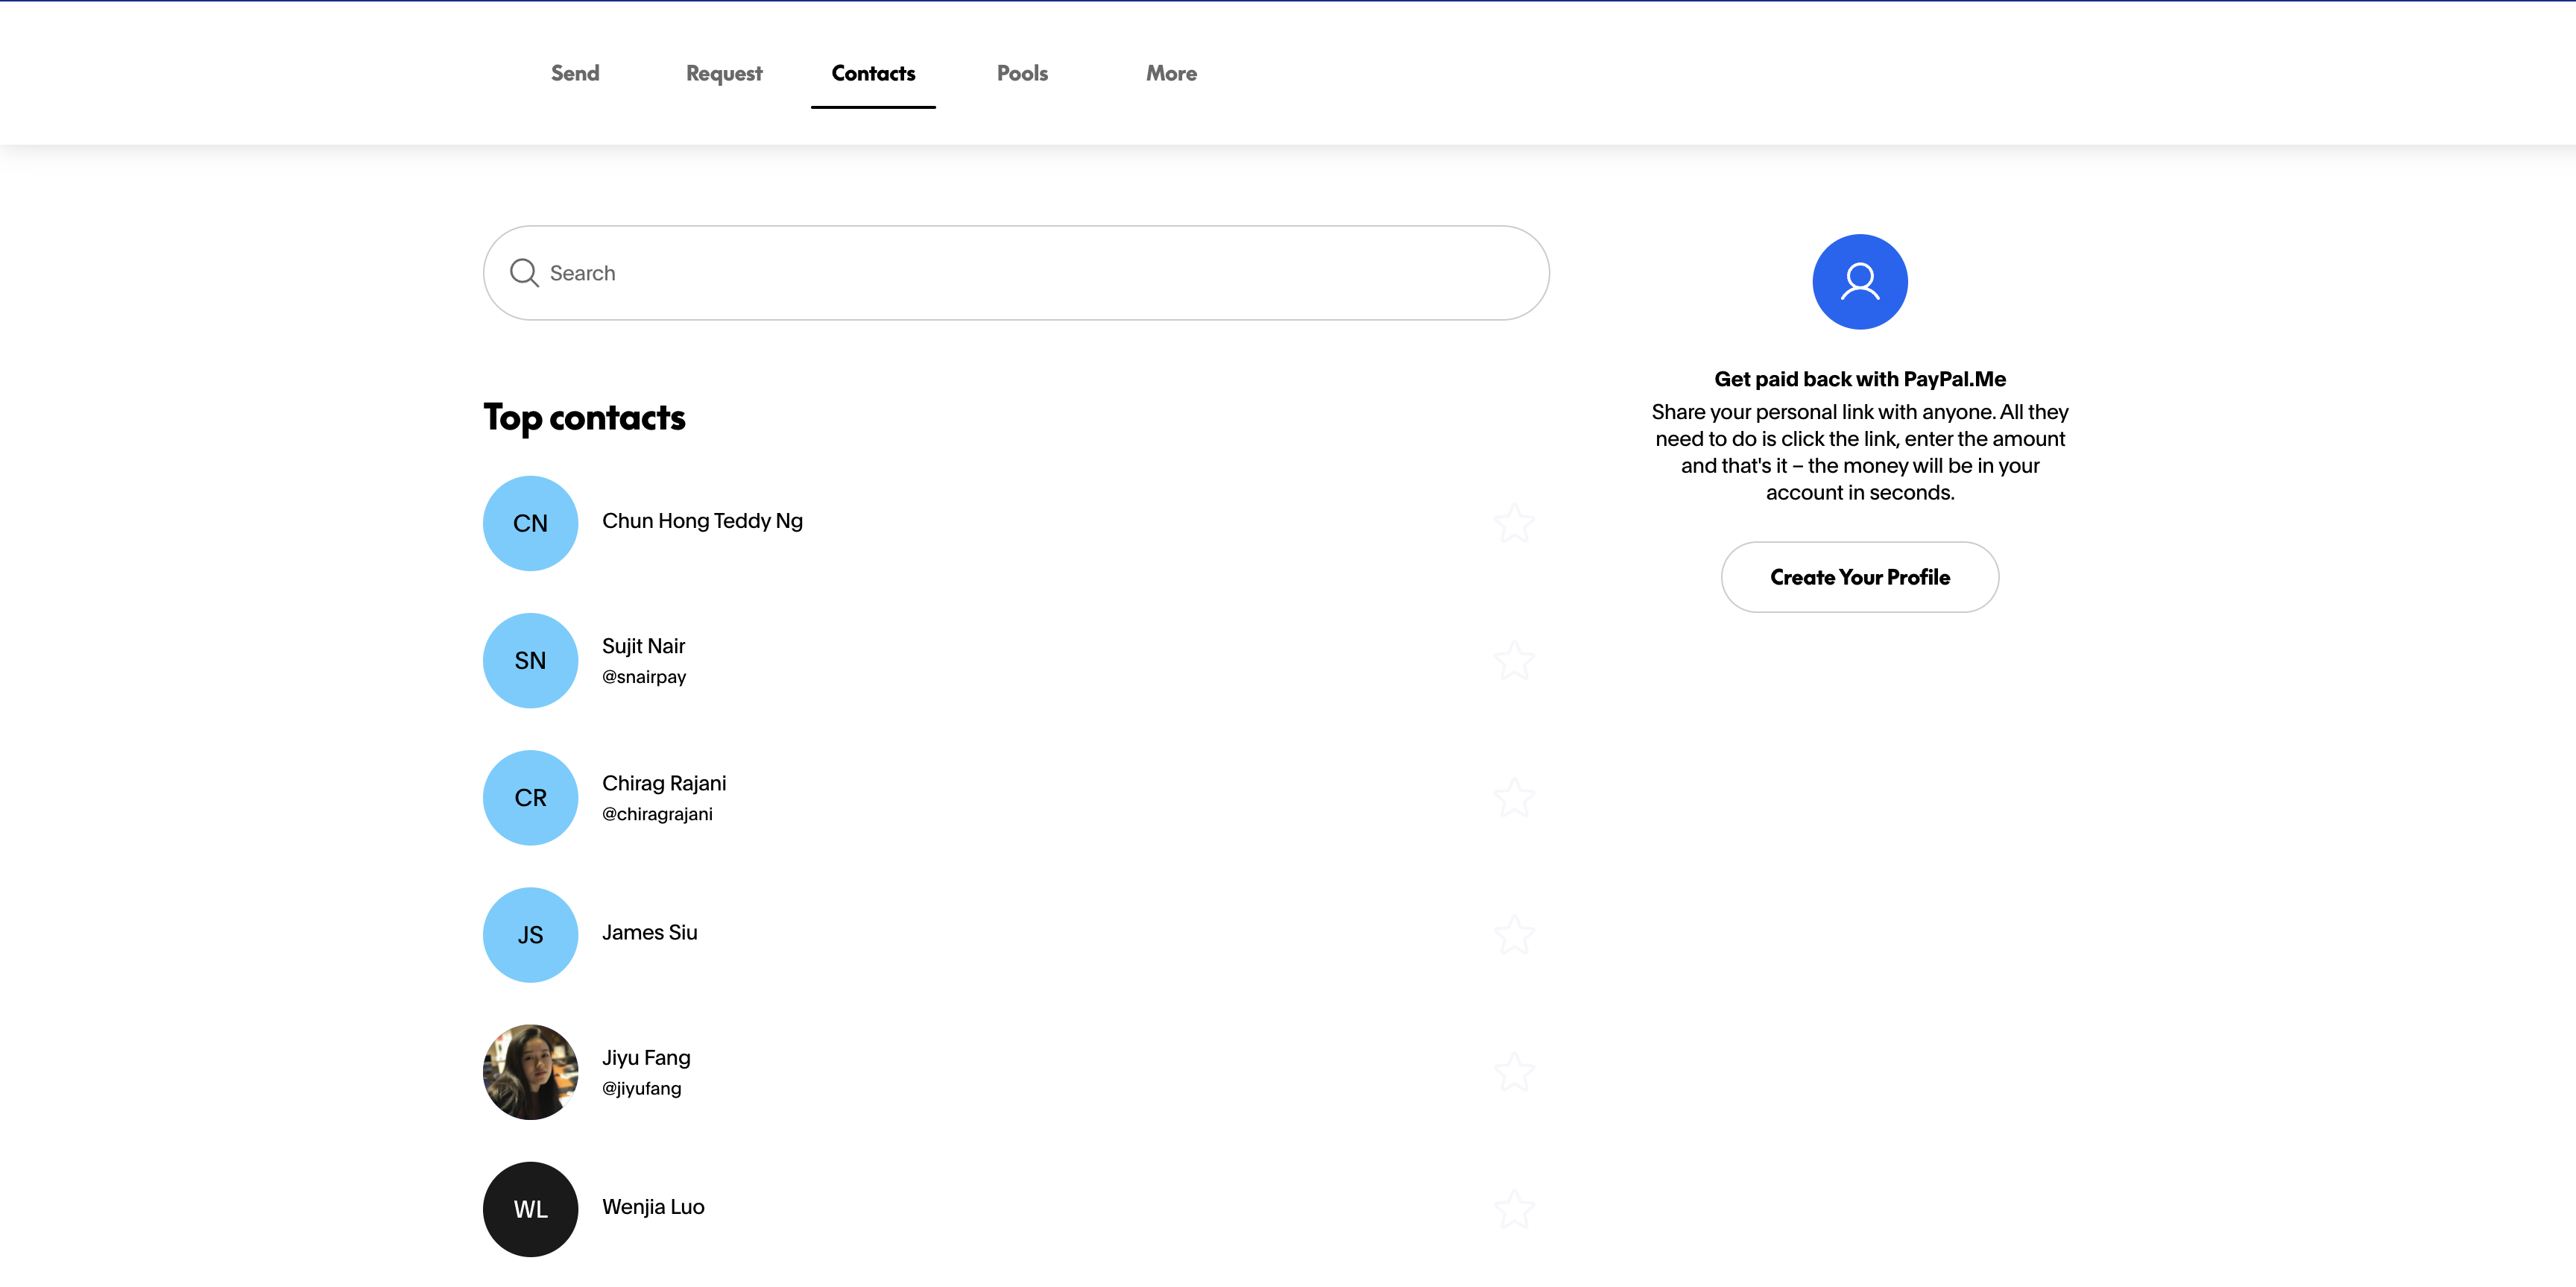 Send
Request
Contacts
Pools
More
Search
Top contacts
CN
Chun Hong Teddy Ng
SN
Sujit Nair
@snairpay
CR
Chirag Rajani
@chiragrajani
JS
James Siu
Jiyu Fang
@jiyufang
WL
Wenjia Luo
Get paid back with PayPal.Me
Share your personal link with anyone. All they
need to do is click the link, enter the amount
and that's it – the money will be in your
account in seconds.
Create Your Profile